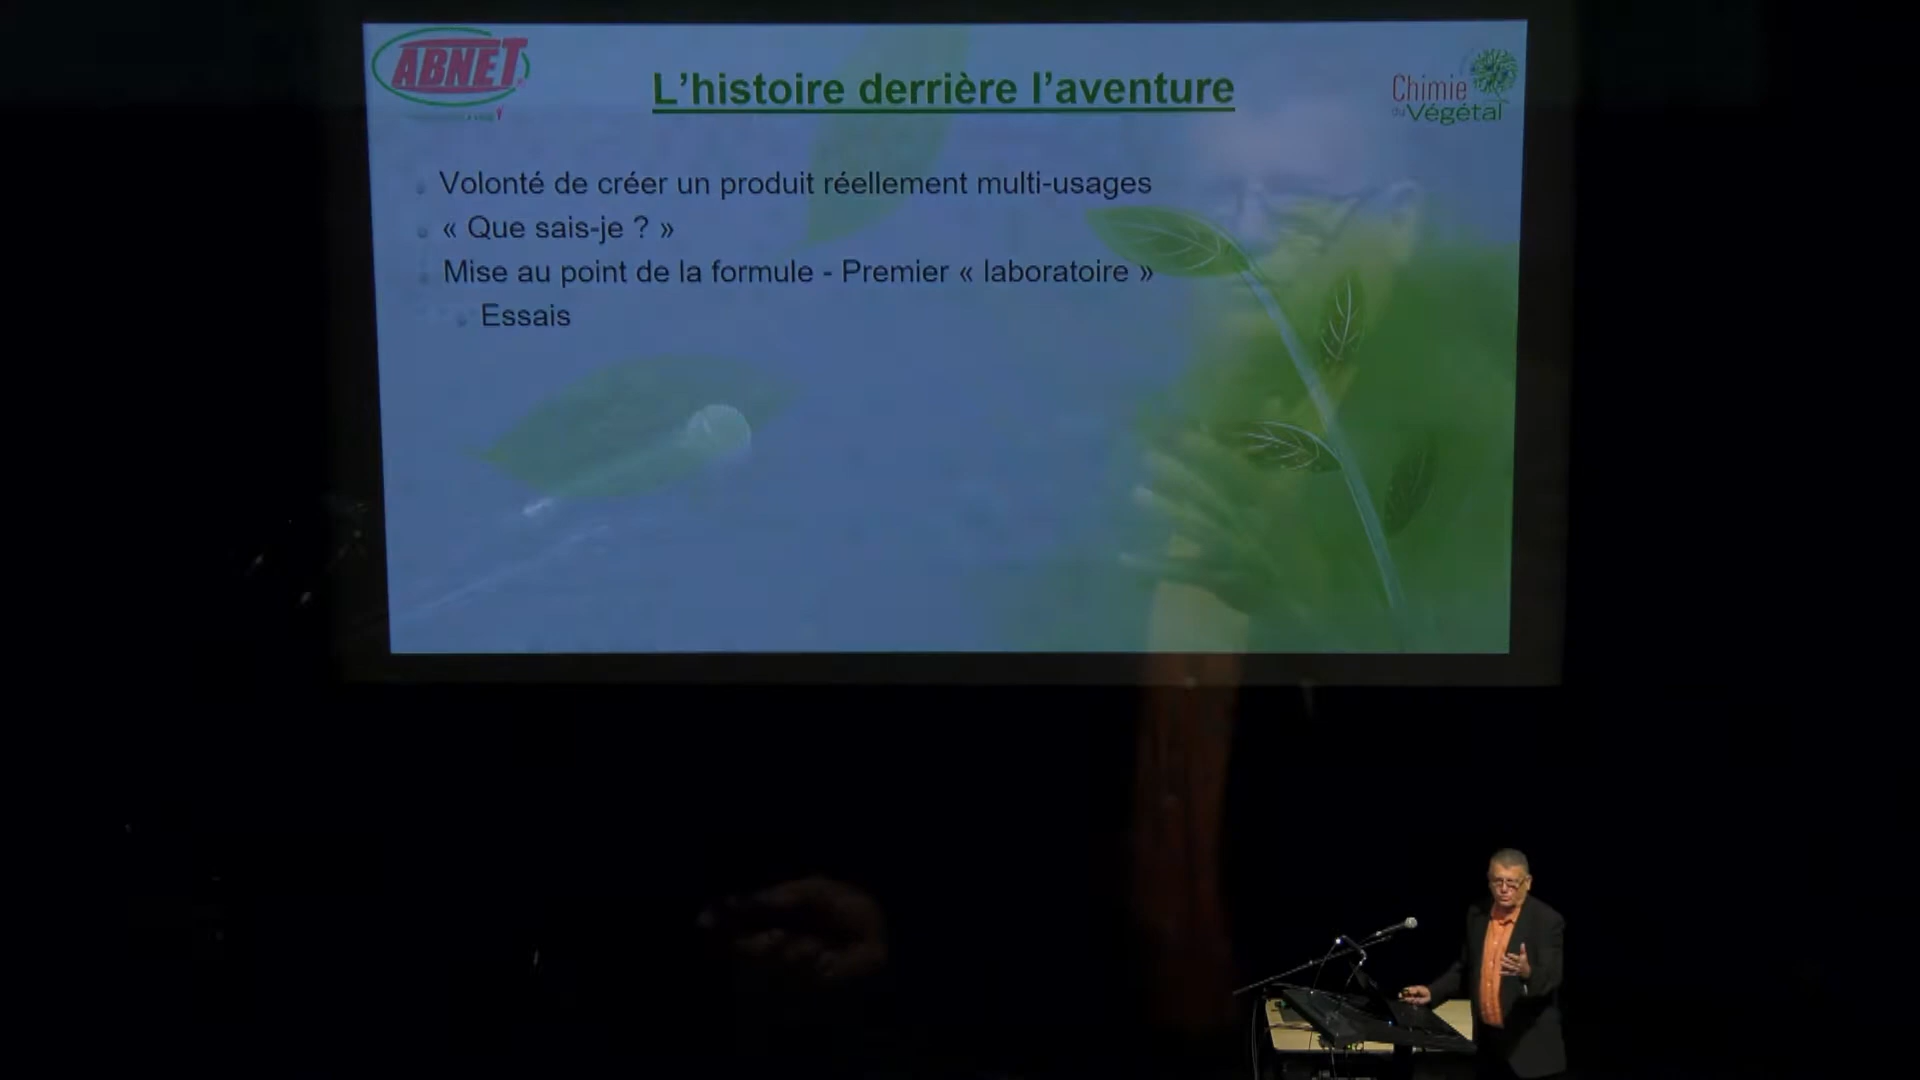 ABNET
L'histoire derrière l'aventure
Chimie
du Végétal
Volonté de créer un produit réellement multi-usages
« Que sais-je ? »
Mise au point de la formule - Premier « laboratoire »
Essais